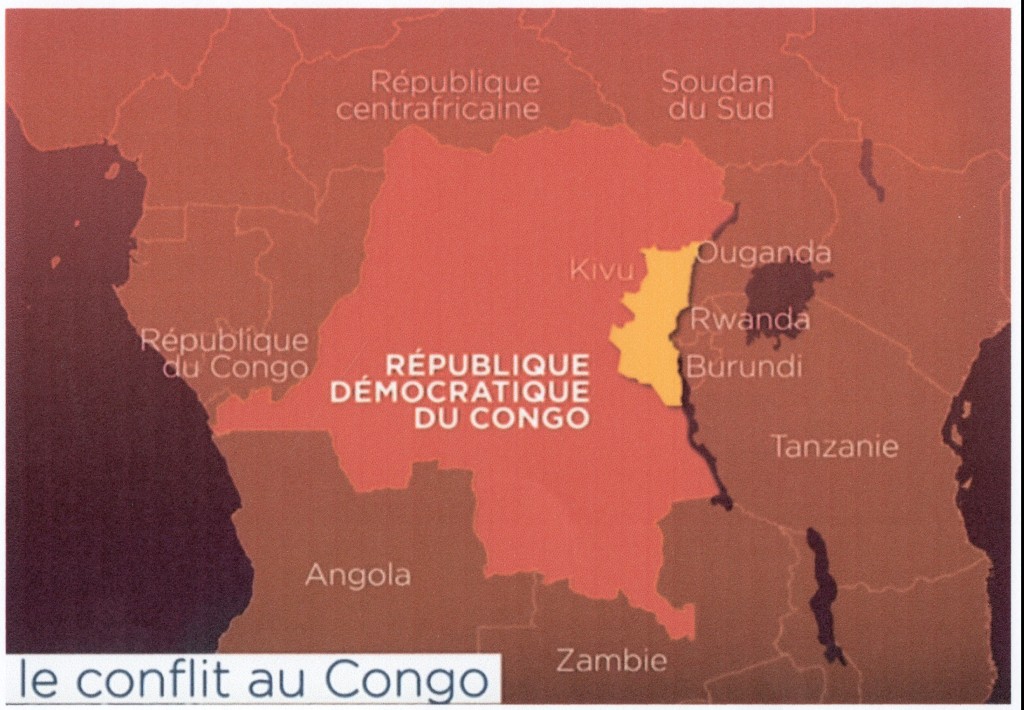 République
centrafricaine
Soudan
du Sud
Kivu
Ouganda
Rwanda
Burundi
République
du Congo
RÉPUBLIQUE
DÉMOCRATIQUE
DU CONGO
Tanzanie
Angola
Zambie
le conflit au Congo